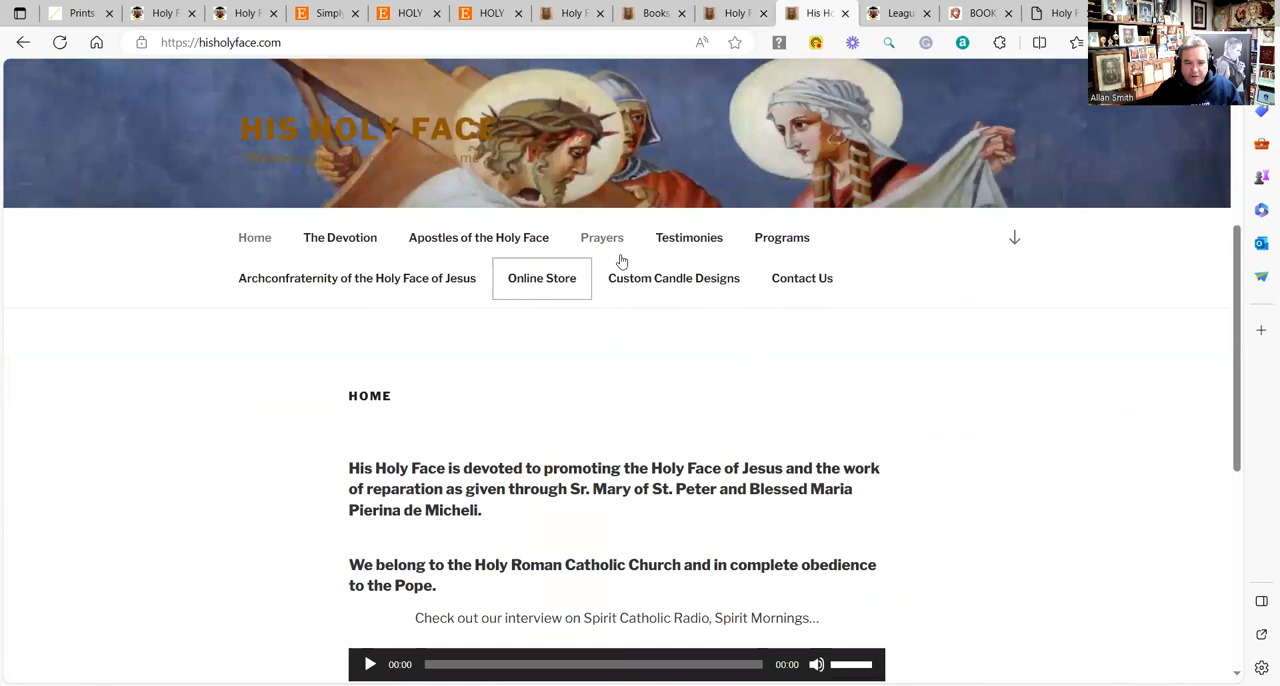 Prints
Holy F
Holy F
Simply
HOLY
HOLY
Holy F
Books
Holy F
His Ho
Leagu
BOOK
Holy F
https://hisholyface.com
Allan Smith
HIS HOLY FACE
Home
The Devotion
Apostles of the Holy Face
Prayers
Testimonies
Programs
Archconfraternity of the Holy Face of Jesus
Online Store
Custom Candle Designs
Contact Us
HOME
His Holy Face is devoted to promoting the Holy Face of Jesus and the work
of reparation as given through Sr. Mary of St. Peter and Blessed Maria
Pierina de Micheli.
We belong to the Holy Roman Catholic Church and in complete obedience
to the Pope.
Check out our interview on Spirit Catholic Radio, Spirit Mornings…
00:00
00:00